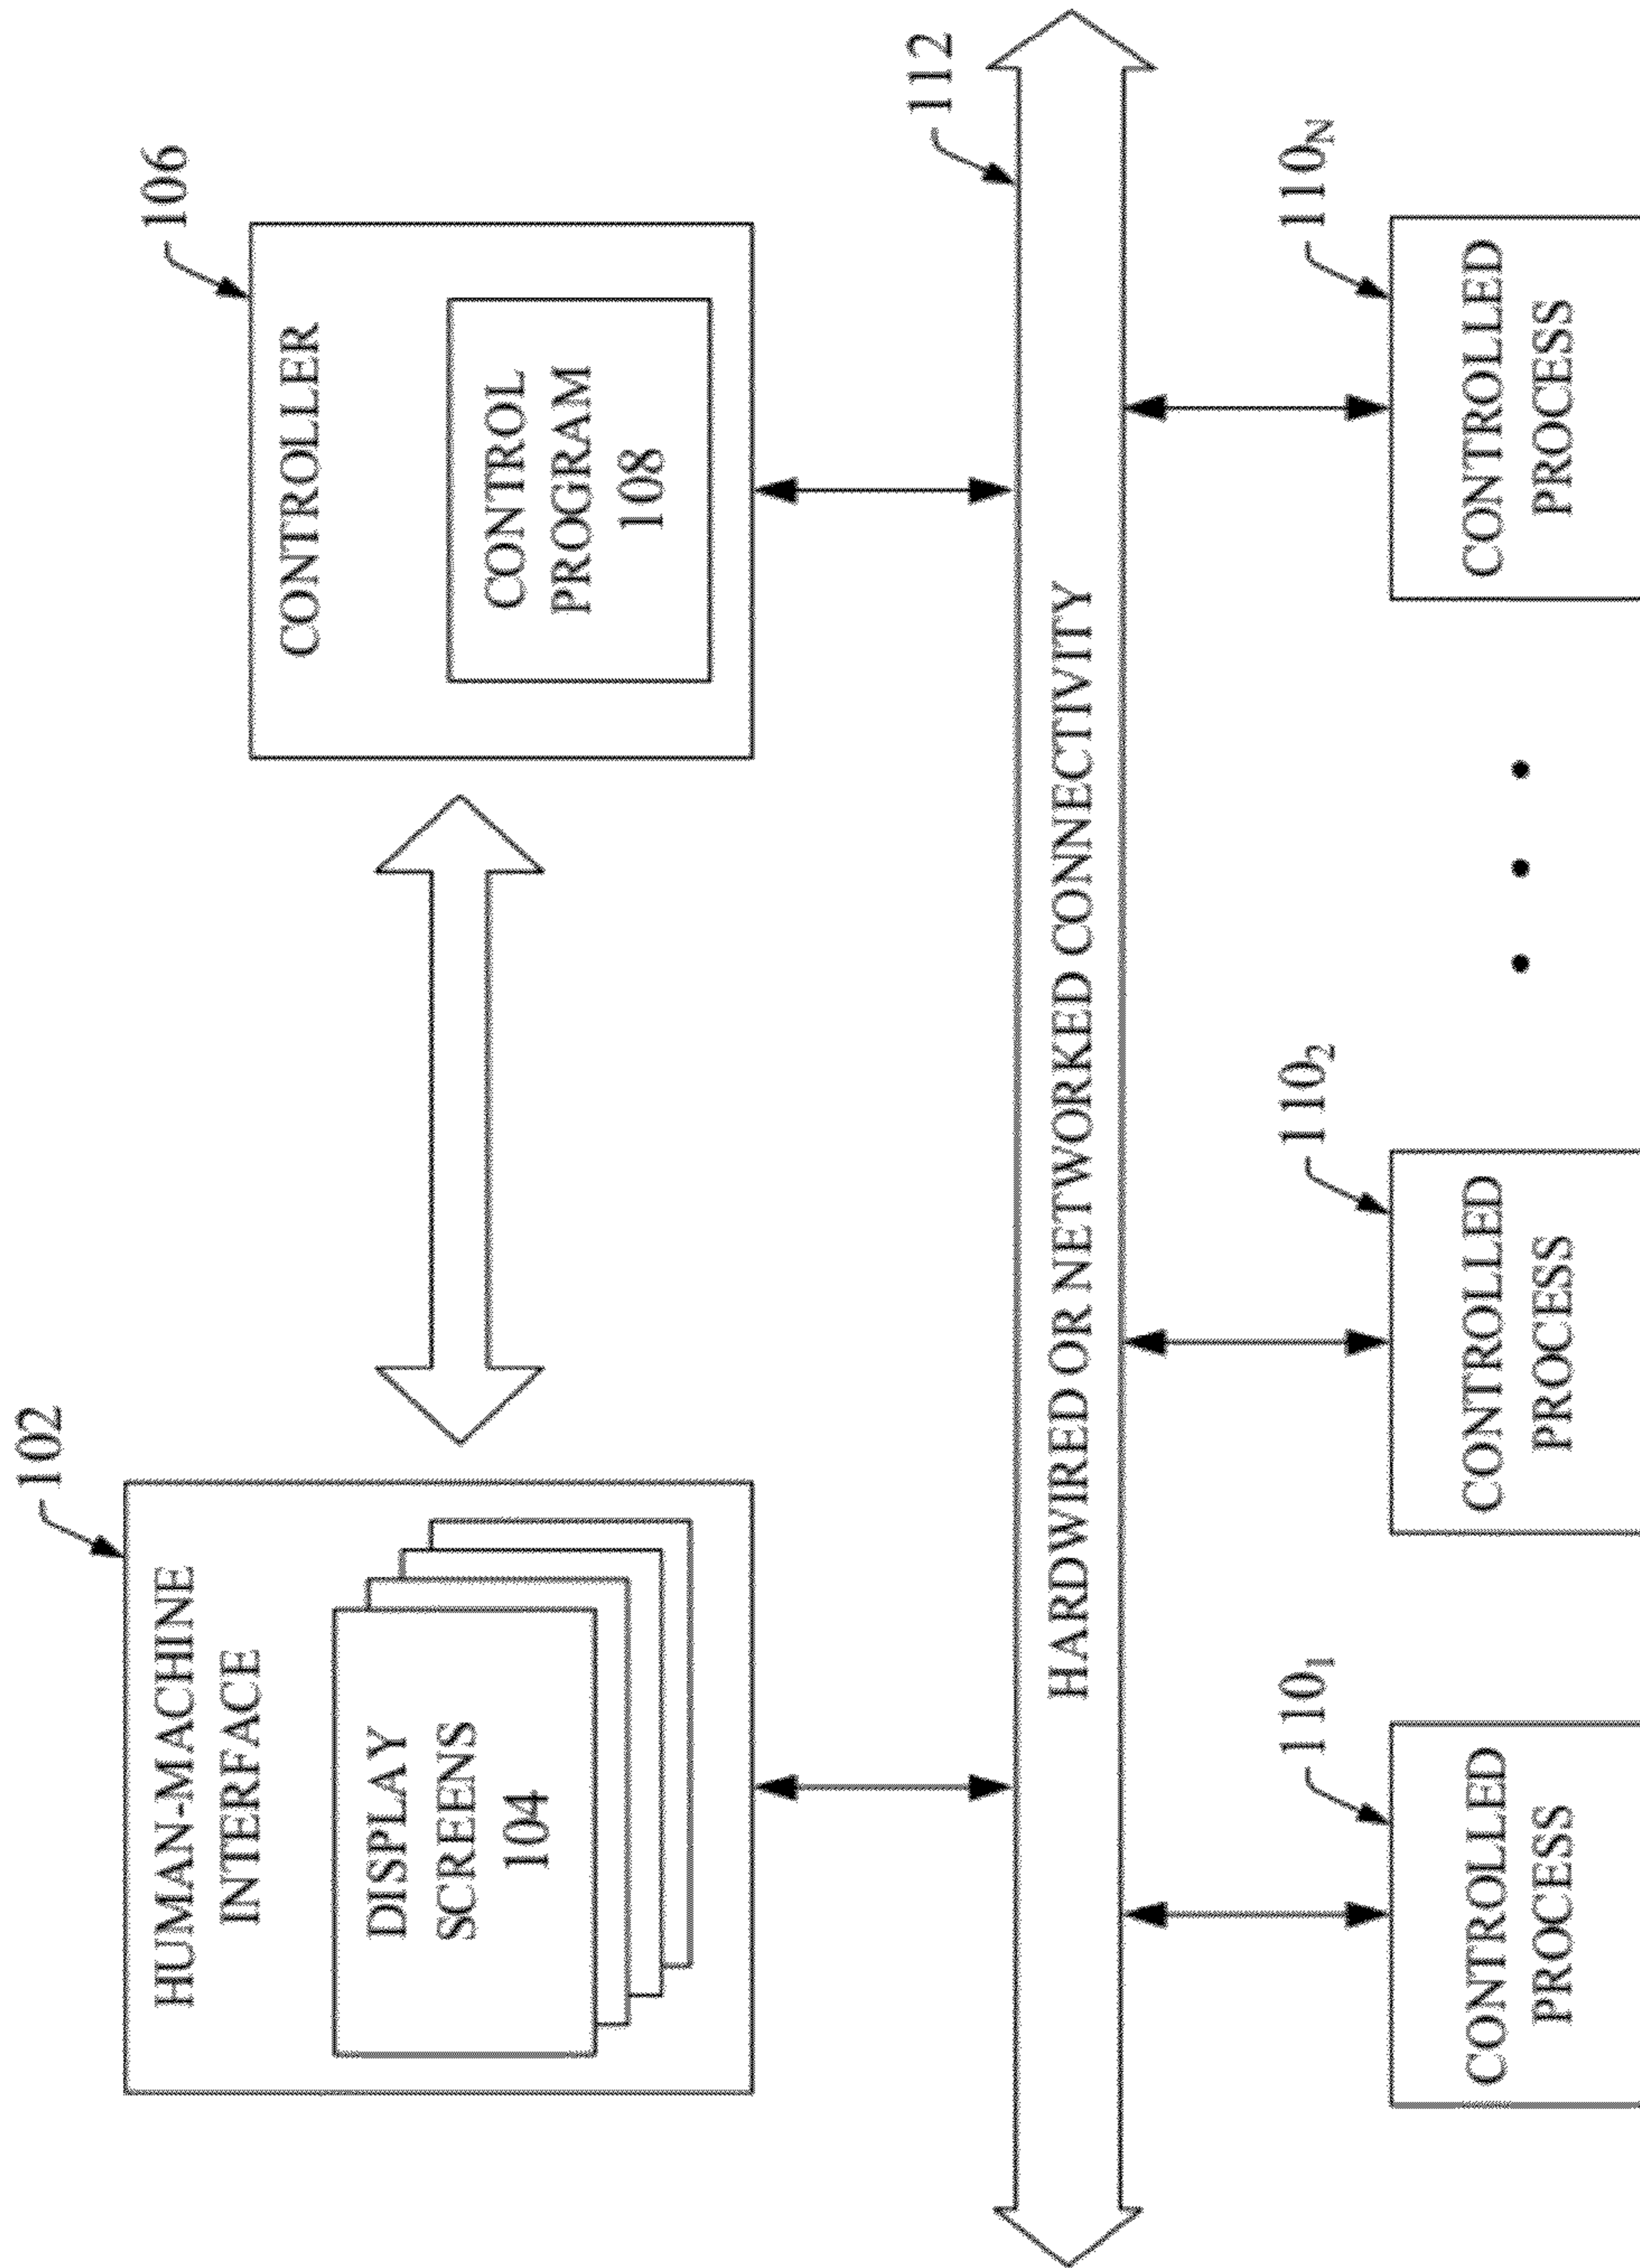 102
HUMAN-MACHINE
INTERFACE
DISPLAY
SCREENS
104
106
CONTROLLER
CONTROL
PROGRAM
108
112
HARDWIRED OR NETWORKED CONNECTIVITY
110₁
CONTROLLED
PROCESS
110₂
CONTROLLED
PROCESS
110N
CONTROLLED
PROCESS